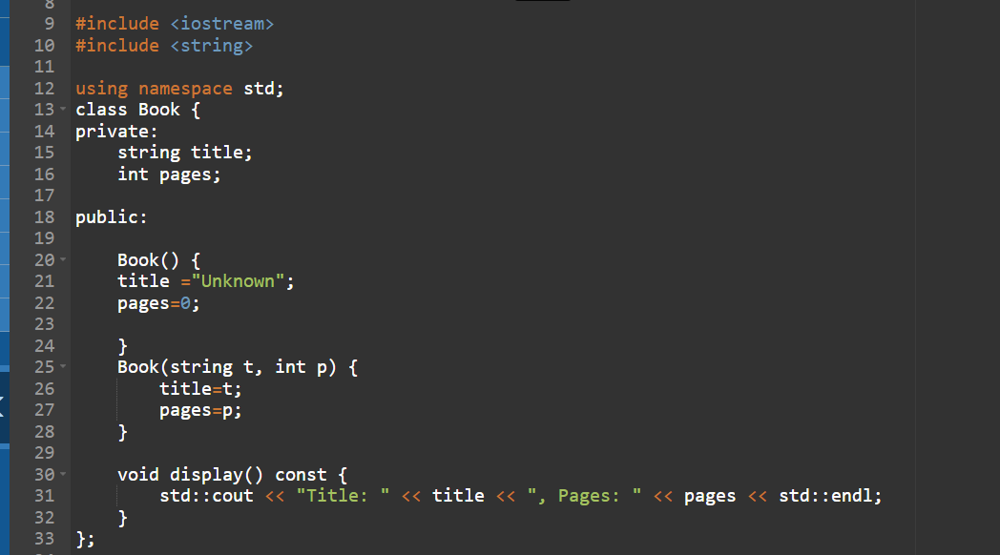 8
9 #include <iostream>
10 #include <string>
11
12 using namespace std;
13 class Book {
14 private:
15     string title;
16     int pages;
17
18 public:
19
20     Book() {
21     title ="Unknown";
22     pages=0;
23
24     }
25     Book(string t, int p) {
26         title=t;
27         pages=p;
28     }
29
30     void display() const {
31         std::cout << "Title: " << title << ", Pages: " << pages << std::endl;
32     }
33 };